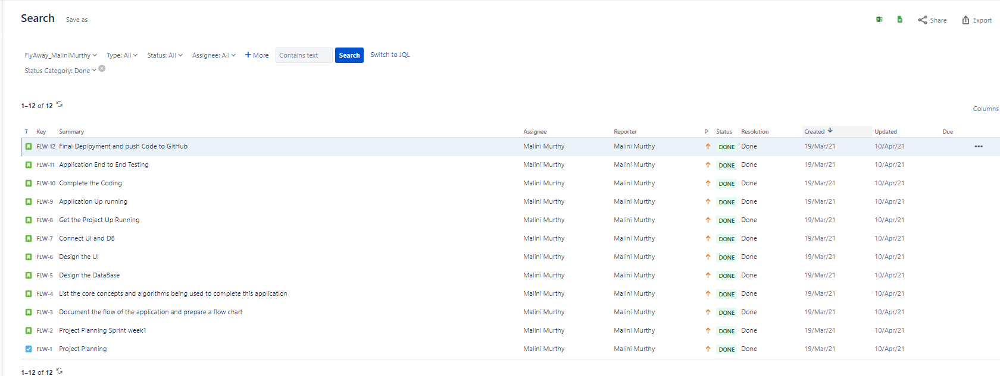 Search Save as Share Export
FlyAway_MaliniMurthy Type: All Status: All Assignee: All + More Contains text Search Switch to JQL
Status Category: Done
1–12 of 12
Columns
T Key Summary Assignee Reporter P Status Resolution Created Updated Due
FLW-12 Final Deployment and push Code to GitHub Malini Murthy Malini Murthy DONE Done 19/Mar/21 10/Apr/21 •••
FLW-11 Application End to End Testing Malini Murthy Malini Murthy DONE Done 19/Mar/21 10/Apr/21
FLW-10 Complete the Coding Malini Murthy Malini Murthy DONE Done 19/Mar/21 10/Apr/21
FLW-9 Application Up running Malini Murthy Malini Murthy DONE Done 19/Mar/21 10/Apr/21
FLW-8 Get the Project Up Running Malini Murthy Malini Murthy DONE Done 19/Mar/21 10/Apr/21
FLW-7 Connect UI and DB Malini Murthy Malini Murthy DONE Done 19/Mar/21 10/Apr/21
FLW-6 Design the UI Malini Murthy Malini Murthy DONE Done 19/Mar/21 10/Apr/21
FLW-5 Design the DataBase Malini Murthy Malini Murthy DONE Done 19/Mar/21 10/Apr/21
FLW-4 List the core concepts and algorithms being used to complete this application Malini Murthy Malini Murthy DONE Done 19/Mar/21 10/Apr/21
FLW-3 Document the flow of the application and prepare a flow chart Malini Murthy Malini Murthy DONE Done 19/Mar/21 10/Apr/21
FLW-2 Project Planning Sprint week1 Malini Murthy Malini Murthy DONE Done 19/Mar/21 10/Apr/21
FLW-1 Project Planning Malini Murthy Malini Murthy DONE Done 19/Mar/21 10/Apr/21
1–12 of 12